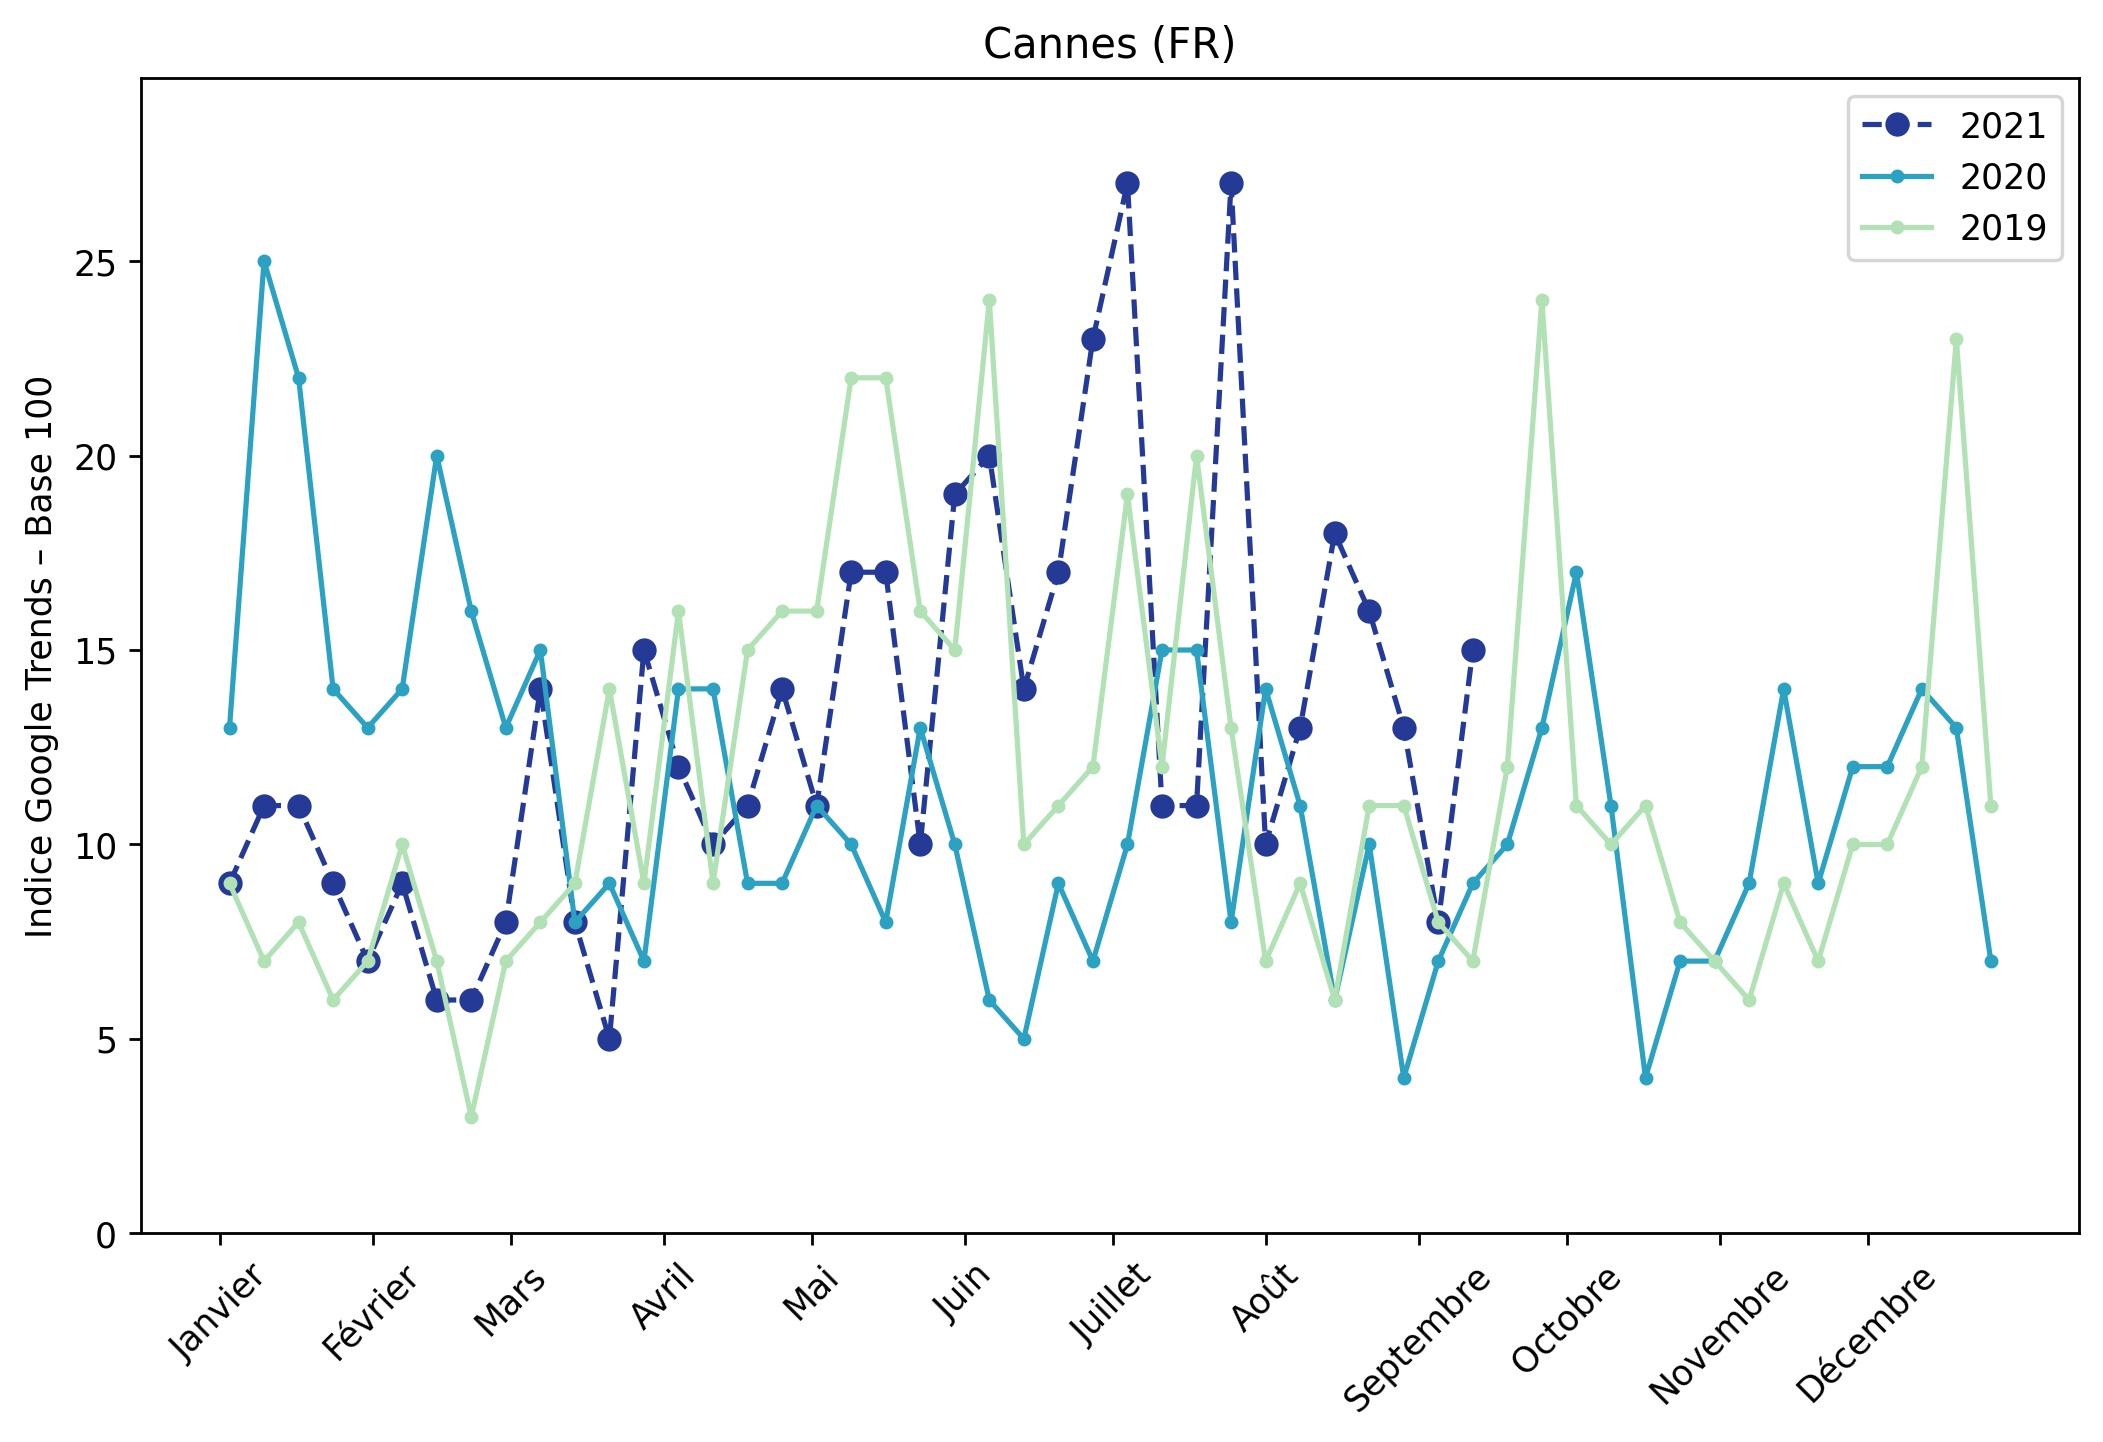 Cannes (FR)
2021
2020
2019
Indice Google Trends – Base 100
25
20
15
10
5
0
Janvier
Février
Mars
Avril
Mai
Juin
Juillet
Août
Septembre
Octobre
Novembre
Décembre